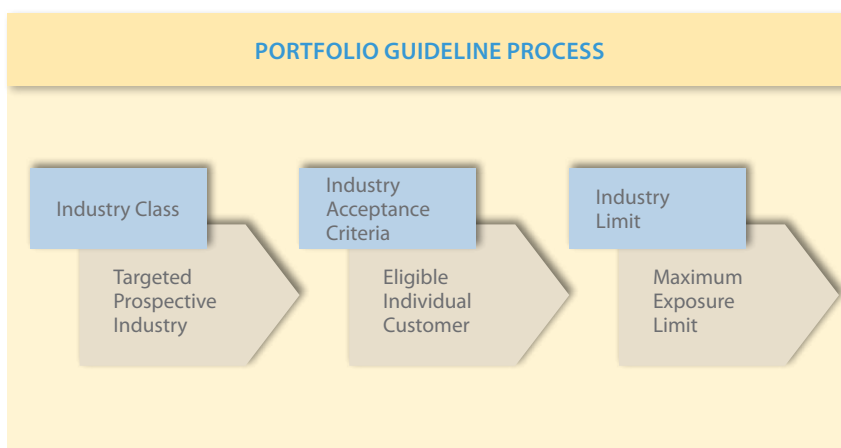 PORTFOLIO GUIDELINE PROCESS
Industry Class
Targeted
Prospective
Industry
Industry
Acceptance
Criteria
Eligible
Individual
Customer
Industry
Limit
Maximum
Exposure
Limit